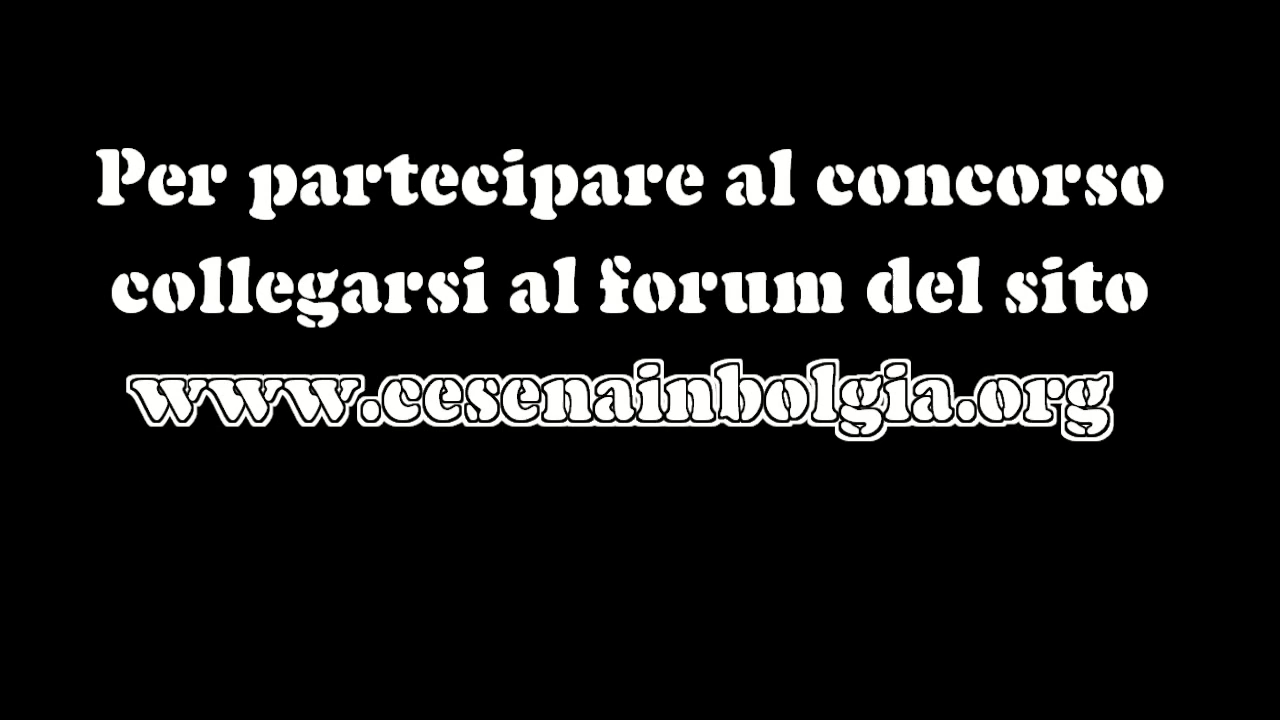 Per partecipare al concorso
collegarsi al forum del sito
www.cesenainbolgia.org